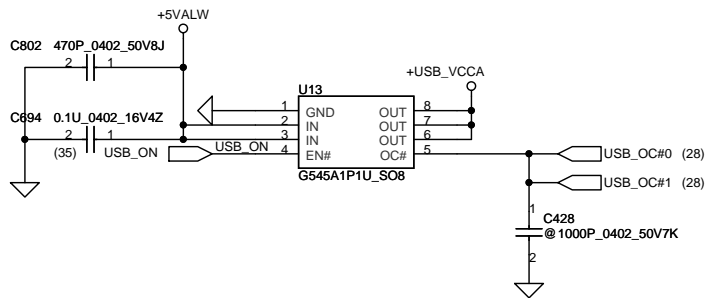 +5VALW
C802 470P_0402_50V8J
2 1
C694 0.1U_0402_16V4Z
2 1
(35) USB_ON
USB_ON
U13
1 GND OUT 8
2 IN OUT 7
3 IN OUT 6
4 EN# OC# 5
G545A1P1U_SO8
+USB_VCCA
USB_OC#0 (28)
USB_OC#1 (28)
1
C428
@1000P_0402_50V7K
2